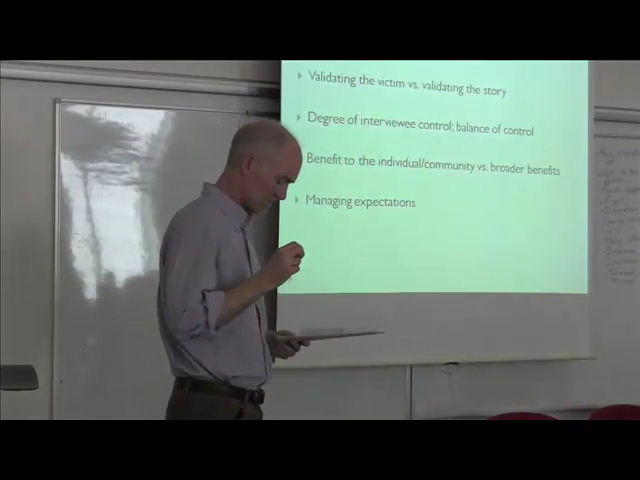 Validating the victim vs. validating the story
Degree of interviewee control; balance of control
Benefit to the individual/community vs. broader benefits
Managing expectations